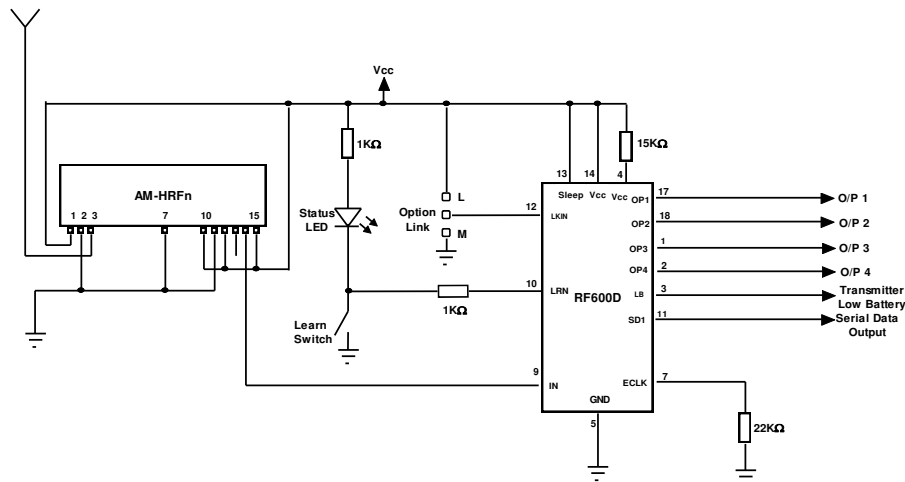 Vcc
1KΩ
15KΩ
13
14
4
AM-HRFn
1 2 3
7
10
15
Status
LED
Option
Link
L
M
12
Sleep Vcc
Vcc
LKIN
OP1
17
O/P 1
OP2
18
O/P 2
OP3
1
O/P 3
OP4
2
O/P 4
10
LRN
RF600D
LB
3
Transmitter
Low Battery
SD1
11
Serial Data
Output
1KΩ
Learn
Switch
9
IN
ECLK
7
GND
5
22KΩ